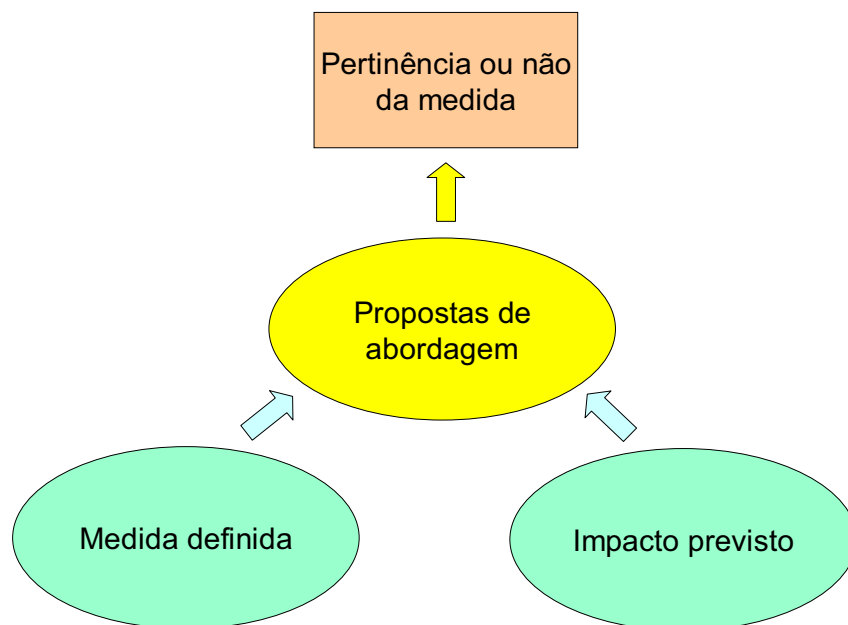 Pertinência ou não
da medida
Propostas de
abordagem
Medida definida
Impacto previsto